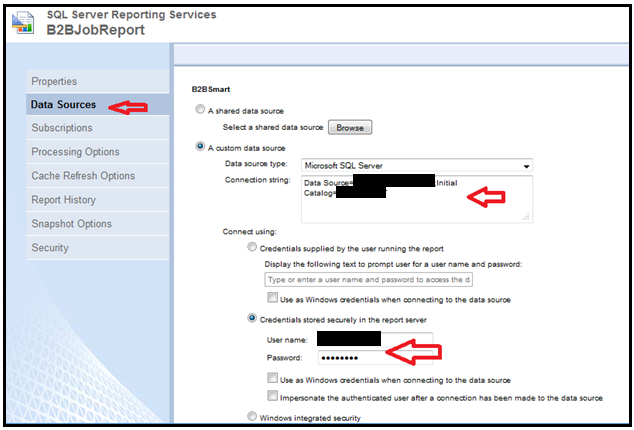 SQL Server Reporting Services
B2BJobReport
Properties
Data Sources
Subscriptions
Processing Options
Cache Refresh Options
Report History
Snapshot Options
Security
B2BSmart
A shared data source
Select a shared data source Browse
A custom data source
Data source type: Microsoft SQL Server
Connection string: Data Source= ;Initial
Catalog=
Connect using:
Credentials supplied by the user running the report
Display the following text to prompt user for a user name and password:
Type or enter a user name and password to access the d
Use as Windows credentials when connecting to the data source
Credentials stored securely in the report server
User name:
Password: ••••••••
Use as Windows credentials when connecting to the data source
Impersonate the authenticated user after a connection has been made to the data source
Windows integrated security